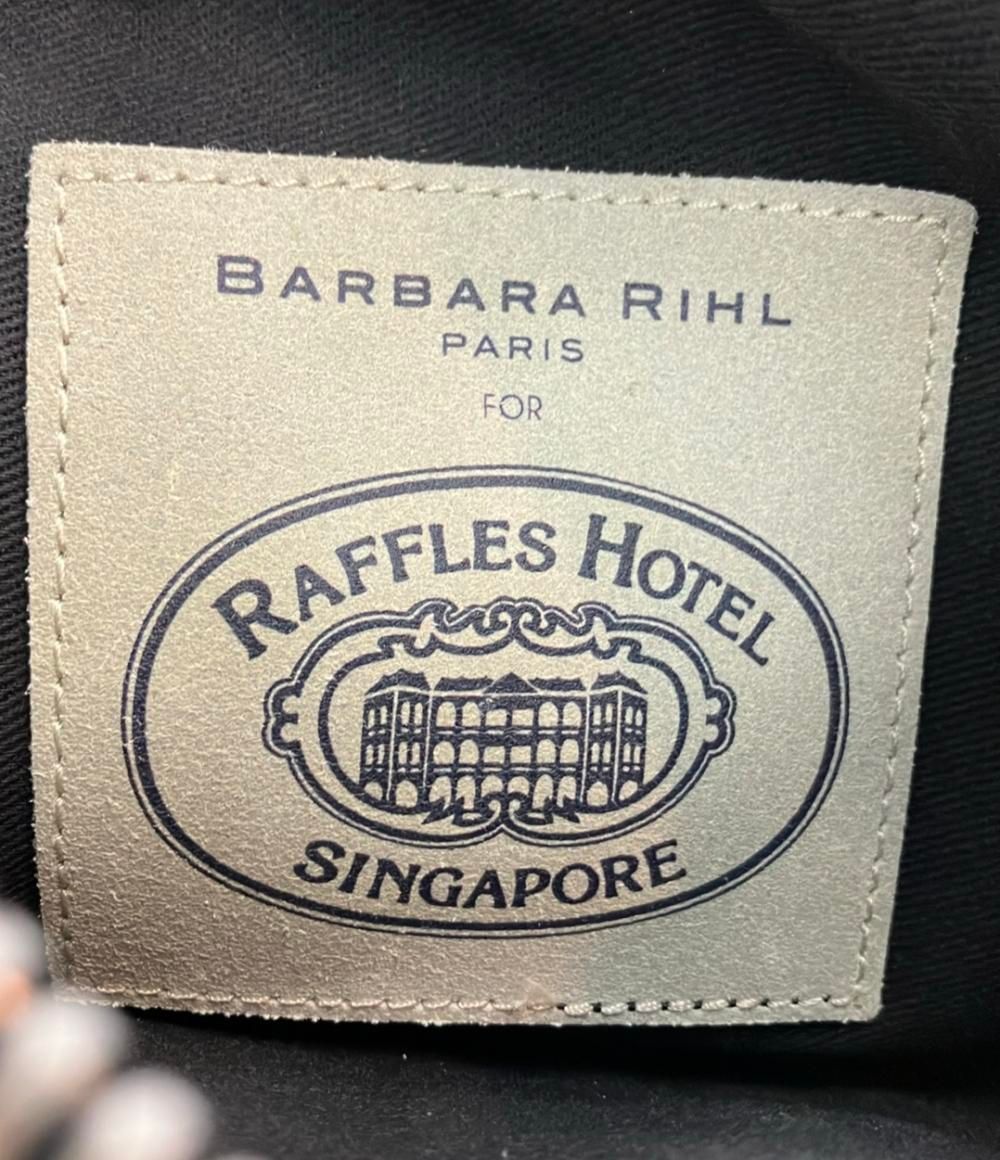 BARBARA RIHL
PARIS
FOR
RAFFLES HOTEL
SINGAPORE